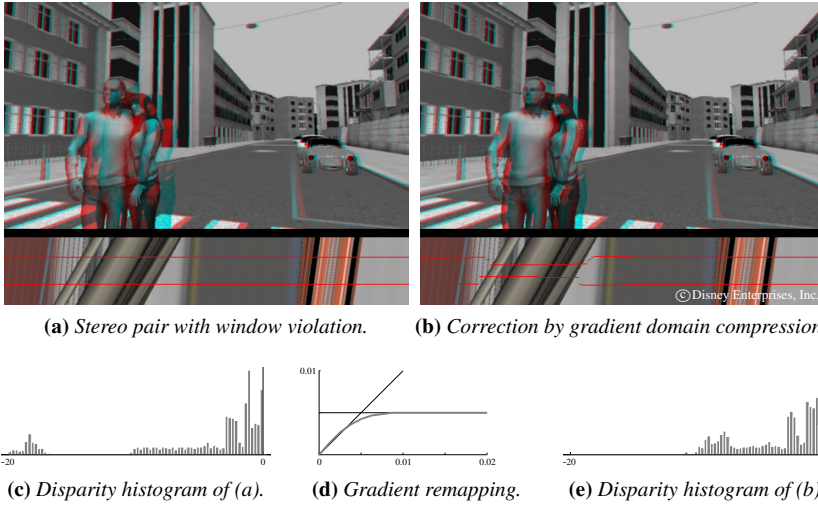 ©Disney Enterprises, Inc.
(a) Stereo pair with window violation.
(b) Correction by gradient domain compression
-20
0
0.01
0
0.01
0.02
-20
(c) Disparity histogram of (a).
(d) Gradient remapping.
(e) Disparity histogram of (b)